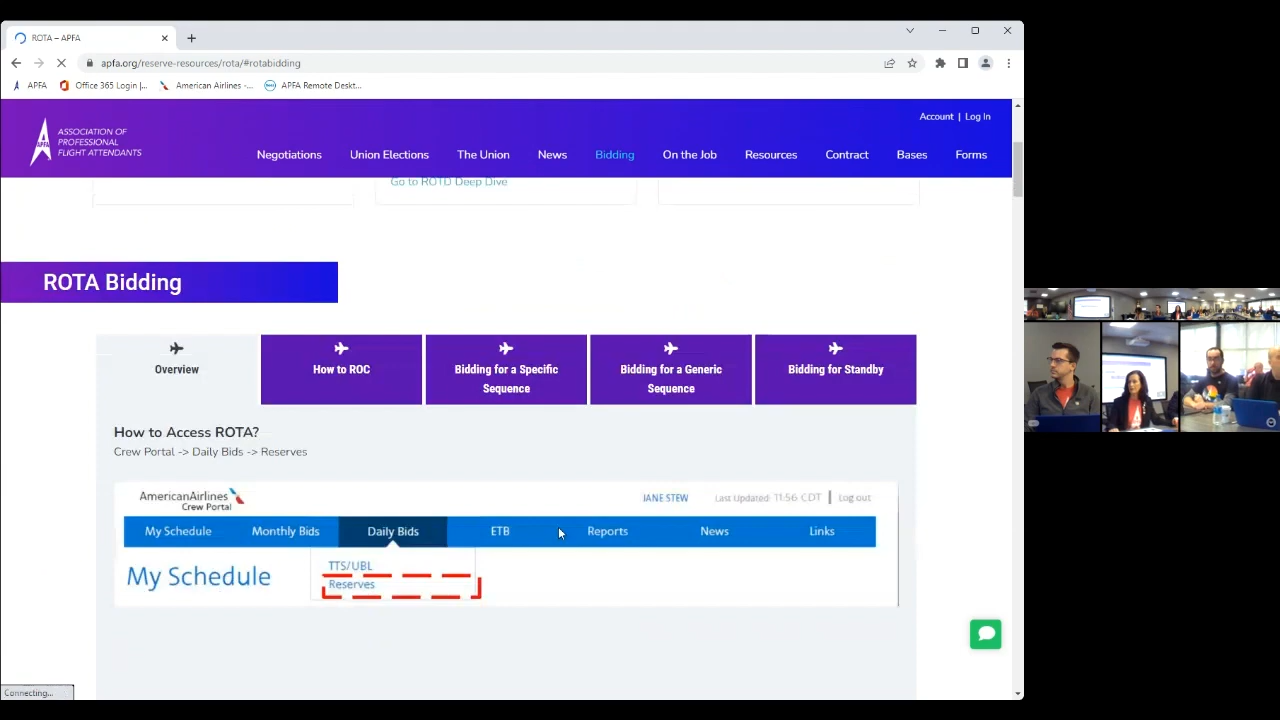 ROTA – APFA
apfa.org/reserve-resources/rota/#rotabidding
APFA
Office 365 Login |...
American Airlines -...
APFA Remote Deskt...
Account | Log In
ASSOCIATION OF
PROFESSIONAL
FLIGHT ATTENDANTS
APFA
Negotiations
Union Elections
The Union
News
Bidding
On the Job
Resources
Contract
Bases
Forms
Go to ROTD Deep Dive
ROTA Bidding
Overview
How to ROC
Bidding for a Specific
Sequence
Bidding for a Generic
Sequence
Bidding for Standby
How to Access ROTA?
Crew Portal -> Daily Bids -> Reserves
AmericanAirlines
Crew Portal
JANE STEW
Last Updated: 11:56 CDT | Log out
My Schedule
Monthly Bids
Daily Bids
ETB
Reports
News
Links
My Schedule
TTS/UBL
Reserves
Connecting...